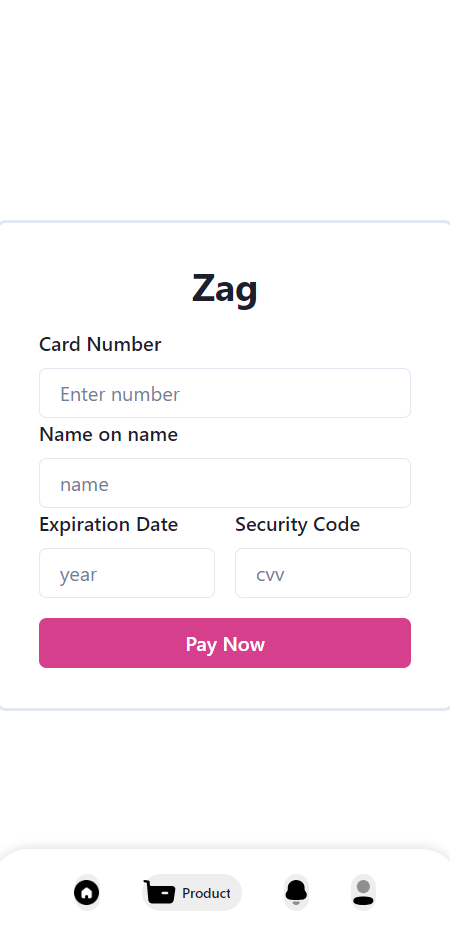 Zag
Card Number
Enter number
Name on name
name
Expiration Date Security Code
year cvv
Pay Now
Product